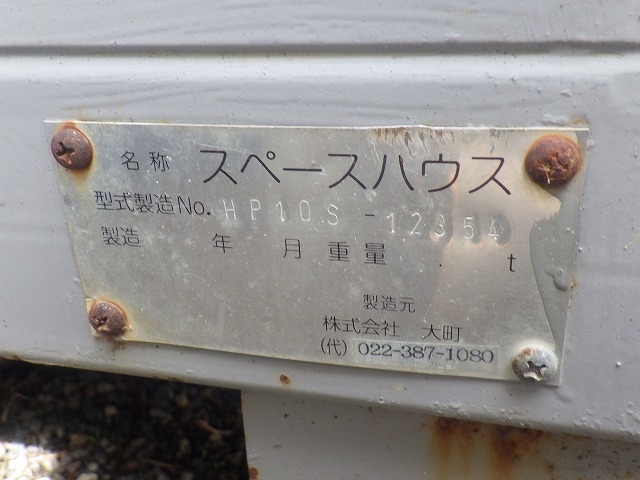 名称 スペースハウス
型式製造No. HP10S-12354
製造 年 月 重量 . t
製造元
株式会社 大町
(代) 022-387-1080